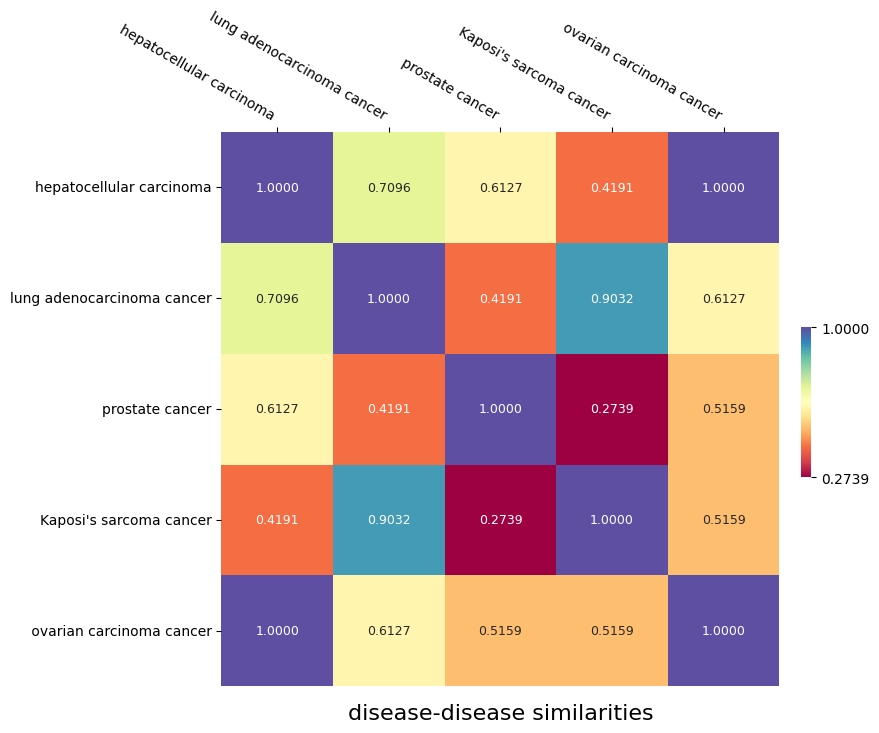 hepatocellular carcinoma
lung adenocarcinoma cancer
prostate cancer
Kaposi's sarcoma cancer
ovarian carcinoma cancer
hepatocellular carcinoma 1.0000 0.7096 0.6127 0.4191 1.0000
lung adenocarcinoma cancer 0.7096 1.0000 0.4191 0.9032 0.6127
prostate cancer 0.6127 0.4191 1.0000 0.2739 0.5159
Kaposi's sarcoma cancer 0.4191 0.9032 0.2739 1.0000 0.5159
ovarian carcinoma cancer 1.0000 0.6127 0.5159 0.5159 1.0000
1.0000
0.2739
disease-disease similarities